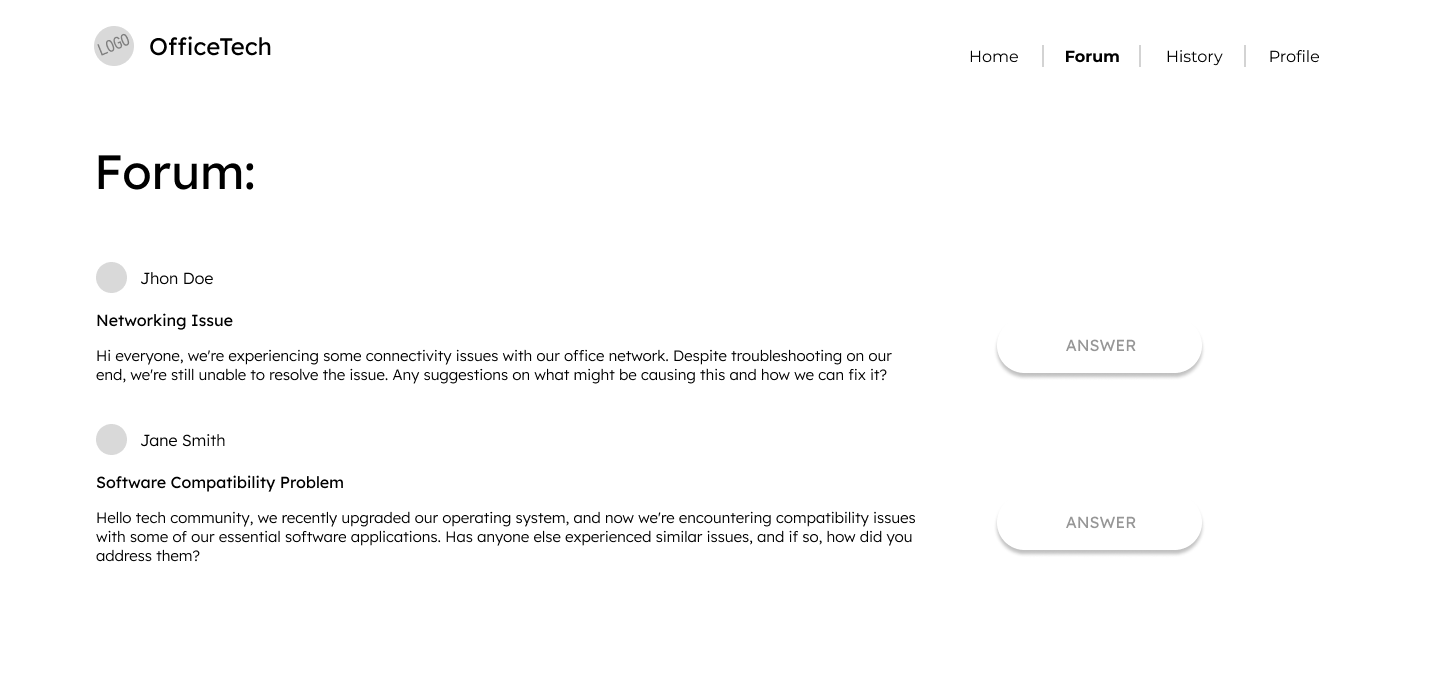 LOGO
OfficeTech
Home
Forum
History
Profile
Forum:
Jhon Doe
Networking Issue
Hi everyone, we're experiencing some connectivity issues with our office network. Despite troubleshooting on our
end, we're still unable to resolve the issue. Any suggestions on what might be causing this and how we can fix it?
ANSWER
Jane Smith
Software Compatibility Problem
Hello tech community, we recently upgraded our operating system, and now we're encountering compatibility issues
with some of our essential software applications. Has anyone else experienced similar issues, and if so, how did you
address them?
ANSWER